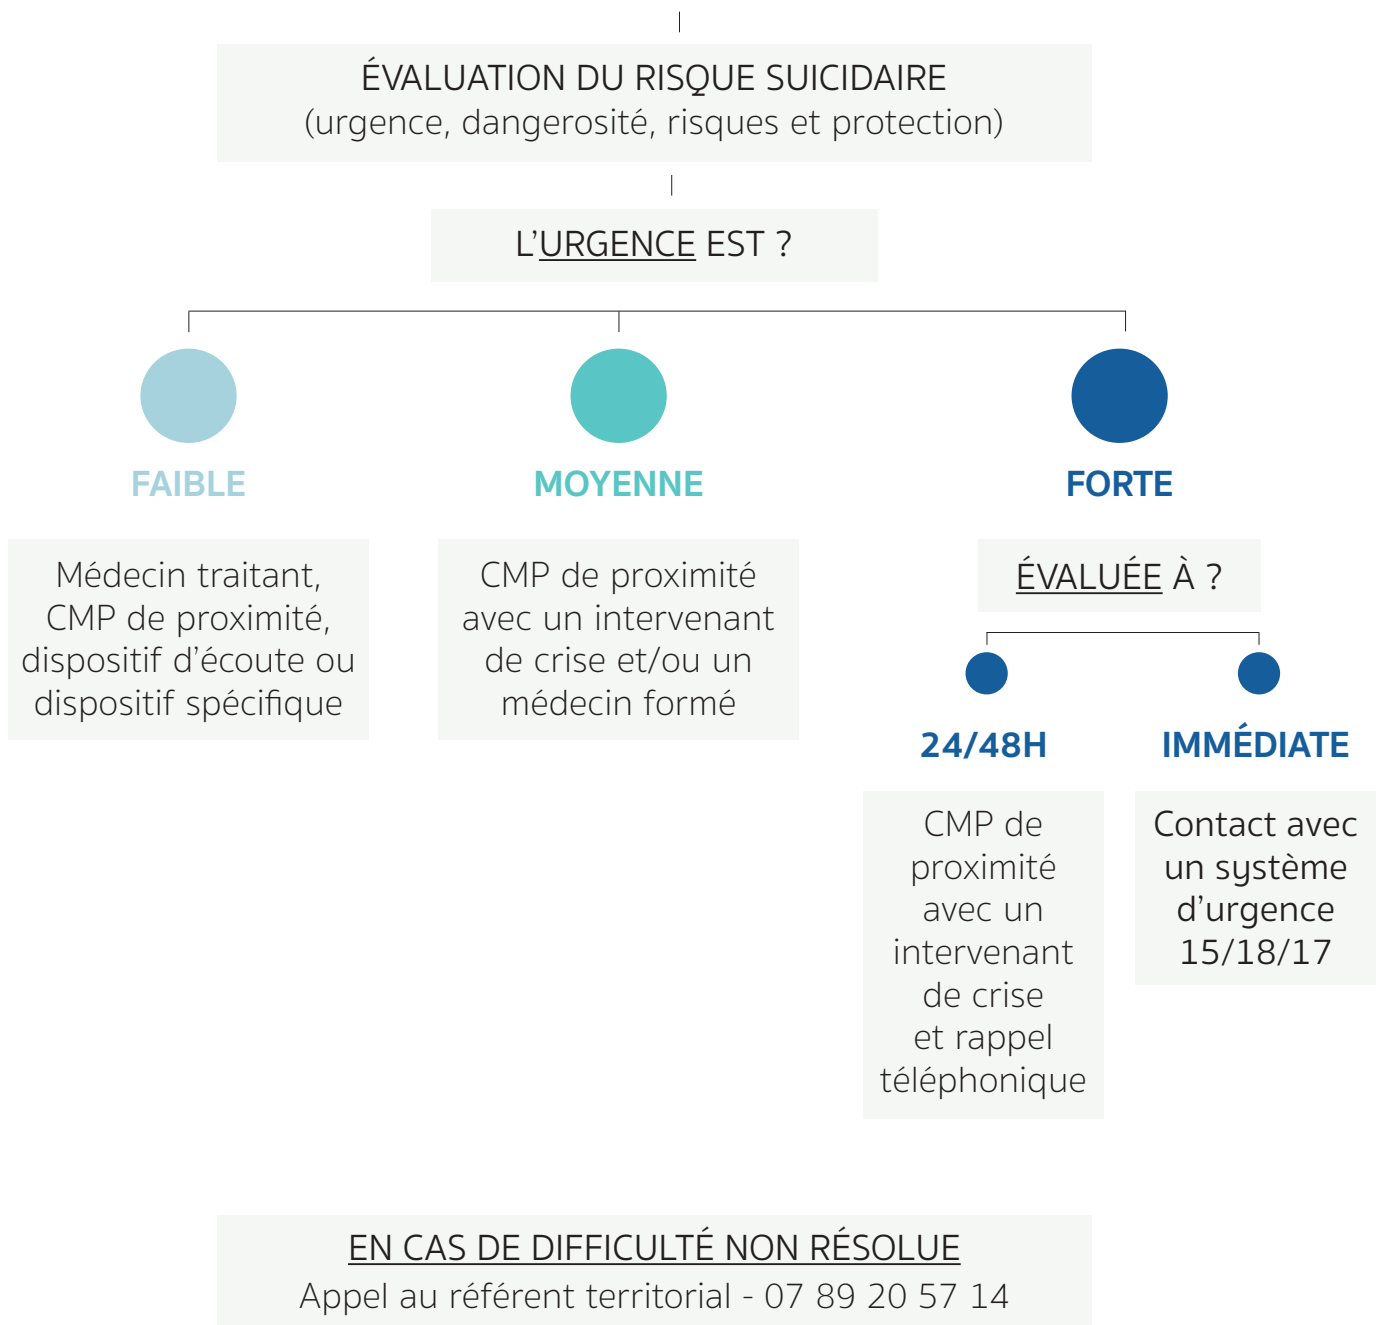 ÉVALUATION DU RISQUE SUICIDAIRE
(urgence, dangerosité, risques et protection)
L'URGENCE EST ?
FAIBLE
Médecin traitant,
CMP de proximité,
dispositif d'écoute ou
dispositif spécifique
MOYENNE
CMP de proximité
avec un intervenant
de crise et/ou un
médecin formé
FORTE
ÉVALUÉE À ?
24/48H
CMP de
proximité
avec un
intervenant
de crise
et rappel
téléphonique
IMMÉDIATE
Contact avec
un système
d'urgence
15/18/17
EN CAS DE DIFFICULTÉ NON RÉSOLUE
Appel au référent territorial - 07 89 20 57 14